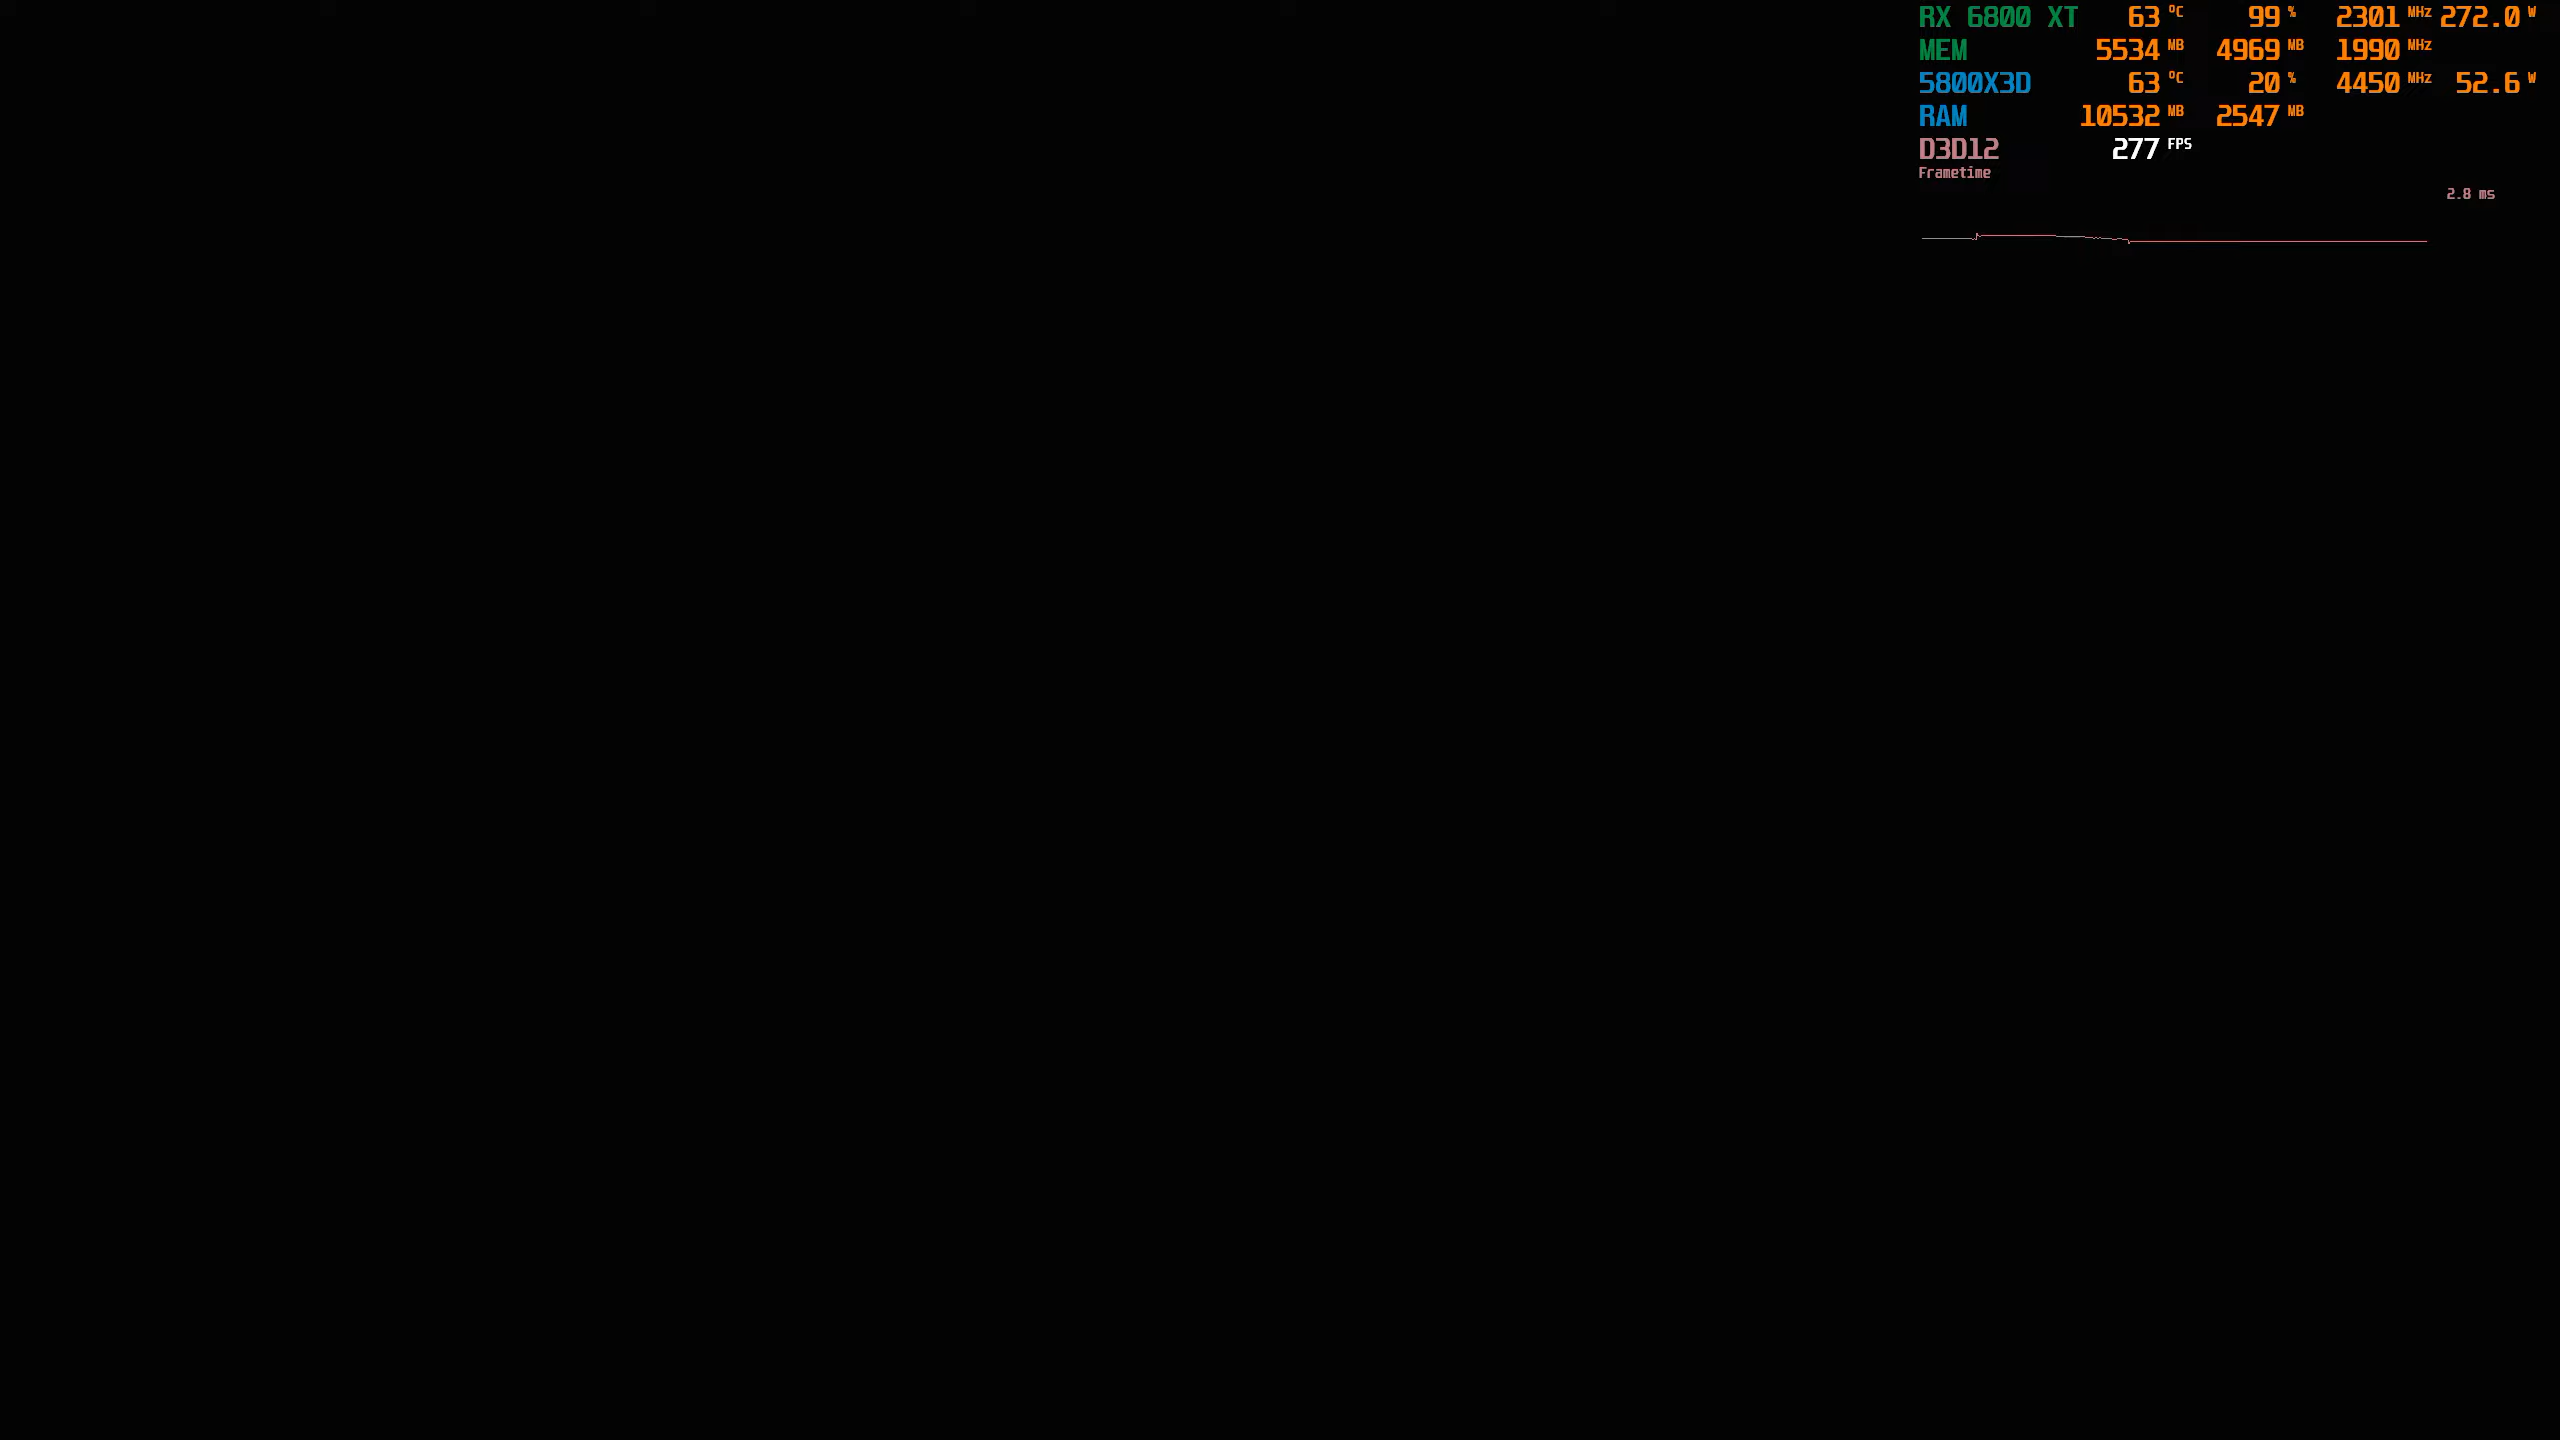 RX 6800 XT 63 °C 99 % 2301 MHz 272.0 W
MEM 5534 MB 4969 MB 1990 MHz
5800X3D 63 °C 20 % 4450 MHz 52.6 W
RAM 10532 MB 2547 MB
D3D12 277 FPS
Frametime
2.8 ms